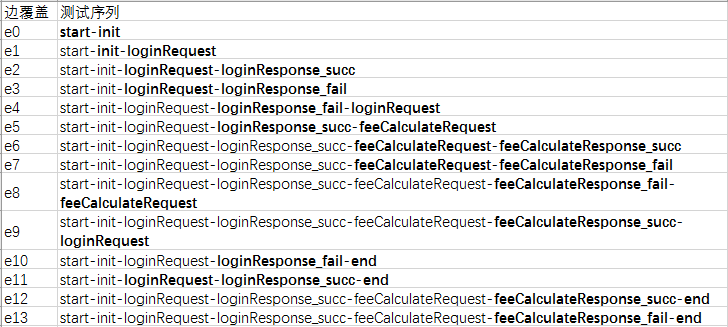 边覆盖 测试序列
e0 start-init
e1 start-init-loginRequest
e2 start-init-loginRequest-loginResponse_succ
e3 start-init-loginRequest-loginResponse_fail
e4 start-init-loginRequest-loginResponse_fail-loginRequest
e5 start-init-loginRequest-loginResponse_succ-feeCalculateRequest
e6 start-init-loginRequest-loginResponse_succ-feeCalculateRequest-feeCalculateResponse_succ
e7 start-init-loginRequest-loginResponse_succ-feeCalculateRequest-feeCalculateResponse_fail
e8 start-init-loginRequest-loginResponse_succ-feeCalculateRequest-feeCalculateResponse_fail-
feeCalculateRequest
e9 start-init-loginRequest-loginResponse_succ-feeCalculateRequest-feeCalculateResponse_succ-
loginRequest
e10 start-init-loginRequest-loginResponse_fail-end
e11 start-init-loginRequest-loginResponse_succ-end
e12 start-init-loginRequest-loginResponse_succ-feeCalculateRequest-feeCalculateResponse_succ-end
e13 start-init-loginRequest-loginResponse_succ-feeCalculateRequest-feeCalculateResponse_fail-end